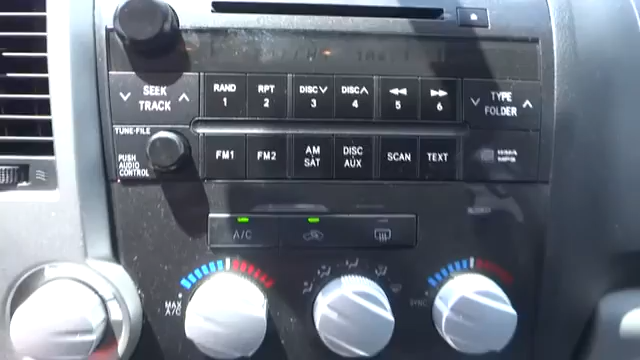 SEEK
TRACK
RAND
1
RPT
2
DISC
3
DISC
4
5
6
TYPE
FOLDER
TUNE·FILE
PUSH
AUDIO
CONTROL
FM1
FM2
AM
SAT
DISC
AUX
SCAN
TEXT
A/C
MAX
A/C
SYNC